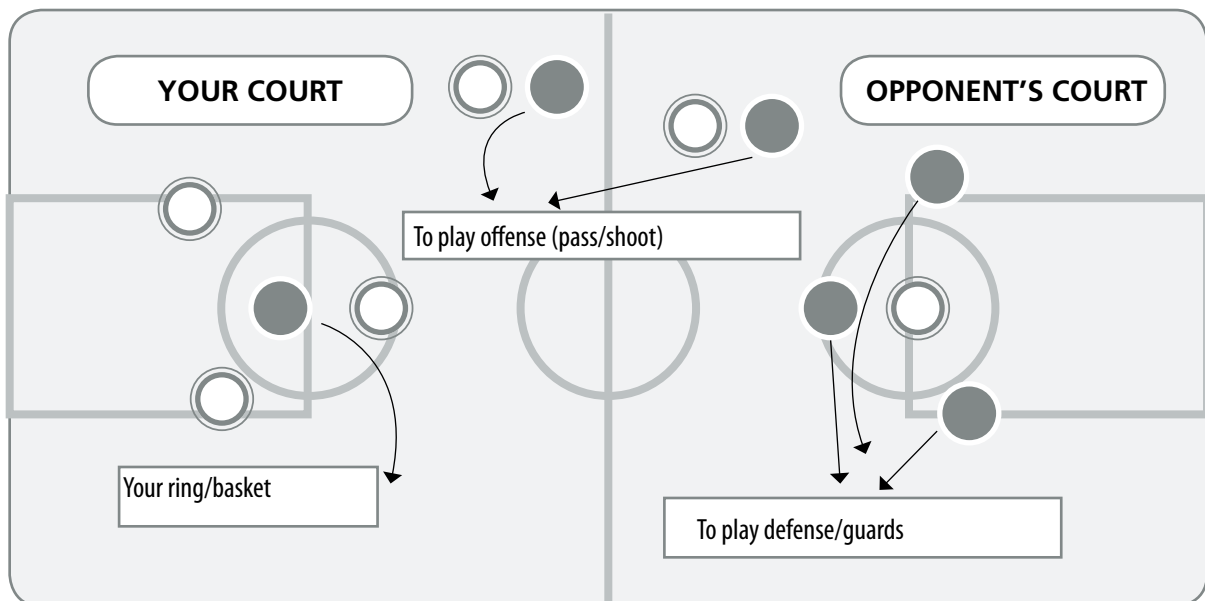 YOUR COURT
OPPONENT'S COURT
To play offense (pass/shoot)
Your ring/basket
To play defense/guards